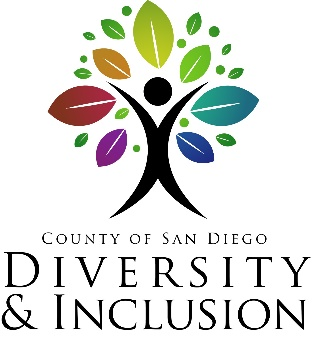 County of San Diego
Diversity
& Inclusion